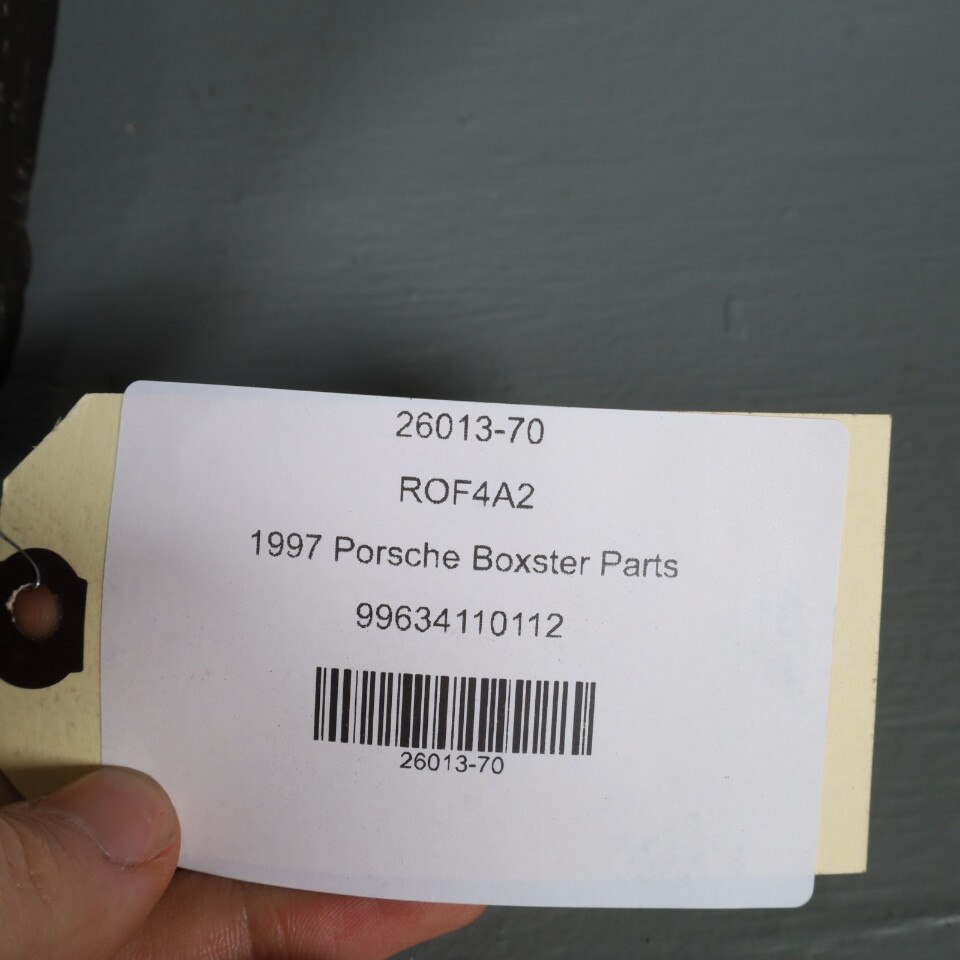 26013-70
ROF4A2
1997 Porsche Boxster Parts
99634110112
26013-70